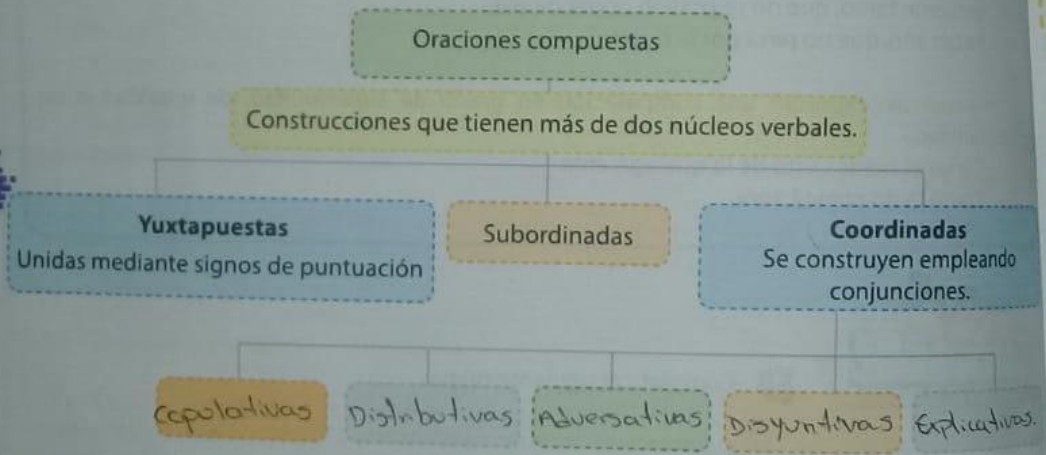 Oraciones compuestas
Construcciones que tienen más de dos núcleos verbales.
Yuxtapuestas
Unidas mediante signos de puntuación
Subordinadas
Coordinadas
Se construyen empleando
conjunciones.
Copulativas
Distributivas
Adversativas
Disyuntivas
Explicativas.